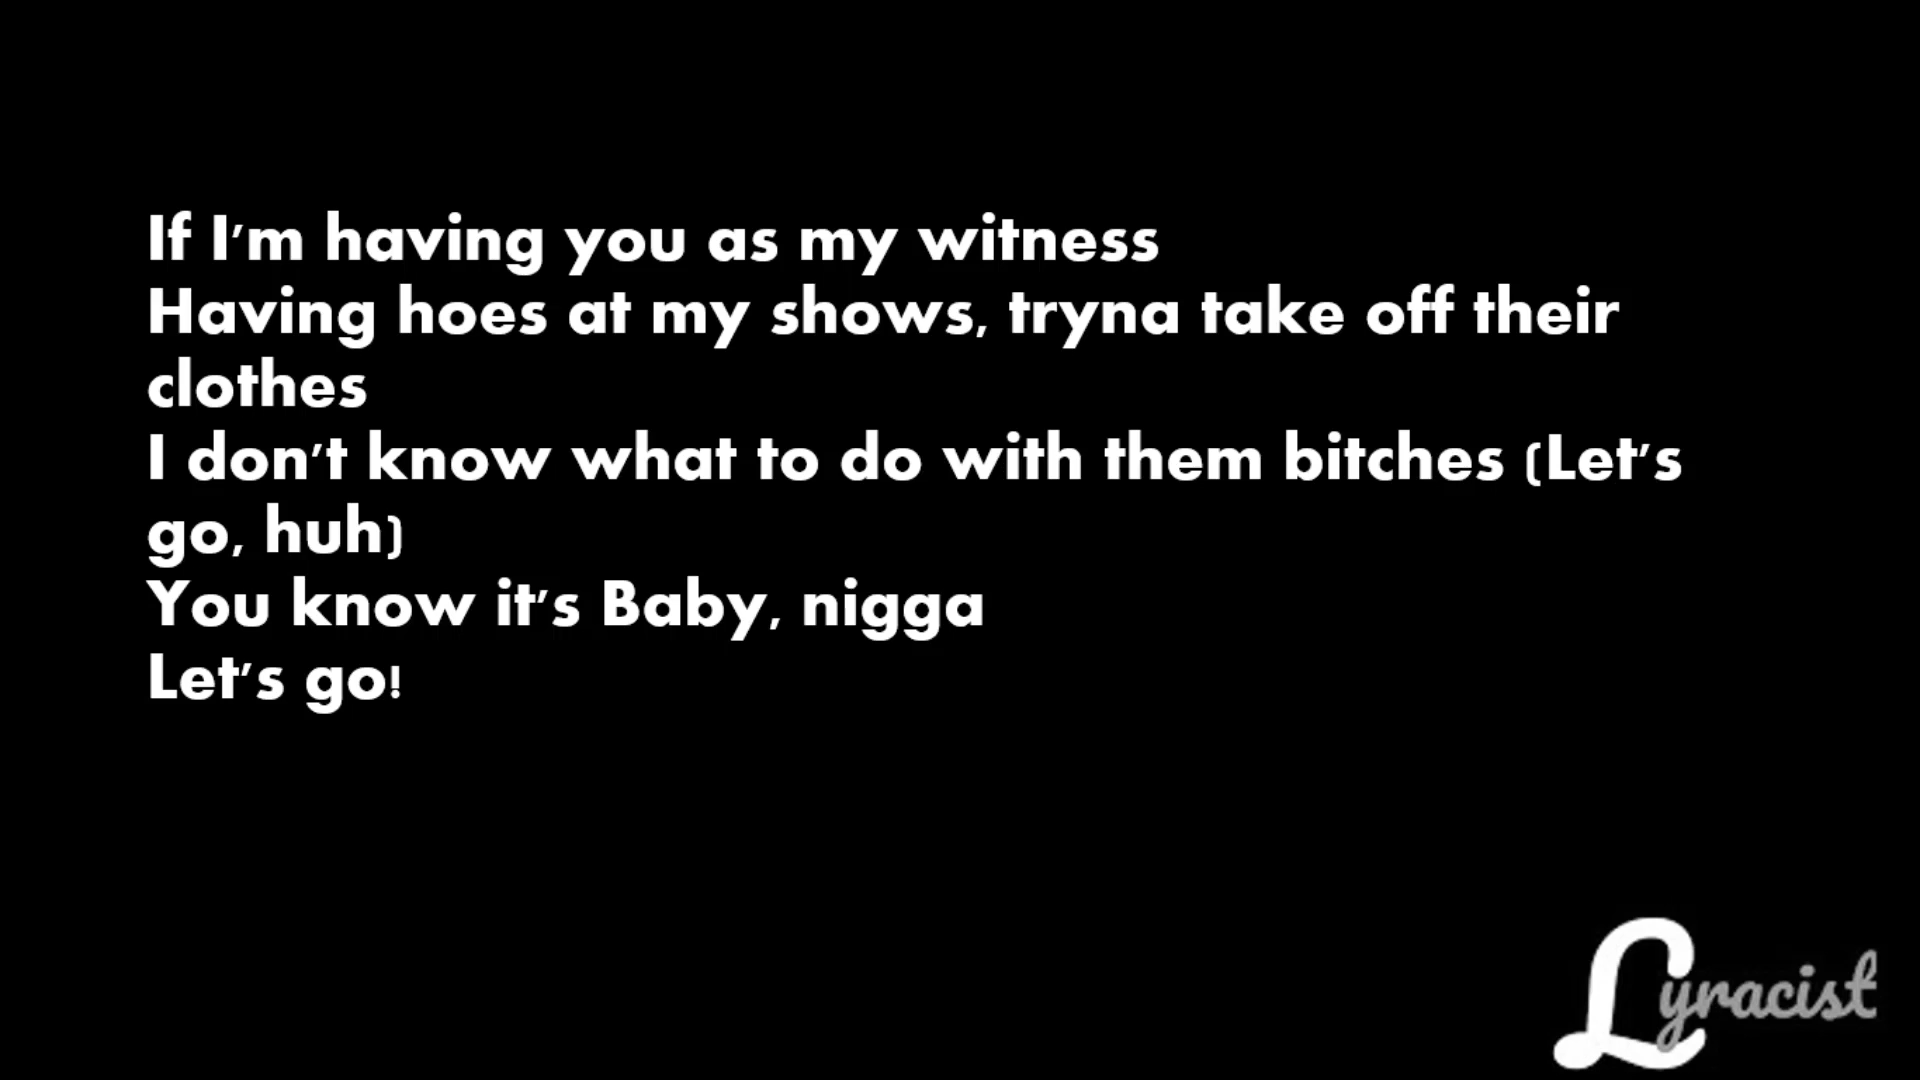 If I'm having you as my witness
Having hoes at my shows, tryna take off their
clothes
I don't know what to do with them bitches (Let's
go, huh)
You know it's Baby, nigga
Let's go!
Lyracist